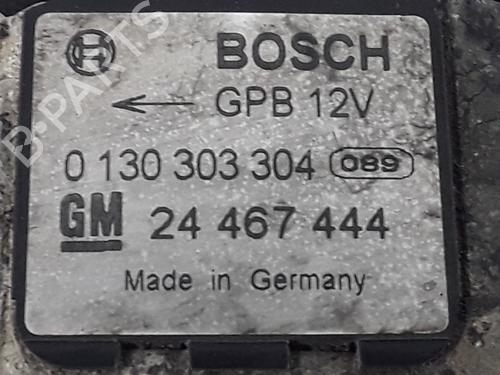 BOSCH
← GPB 12V
0 130 303 304 089
GM 24 467 444
Made in Germany
B-PARTS